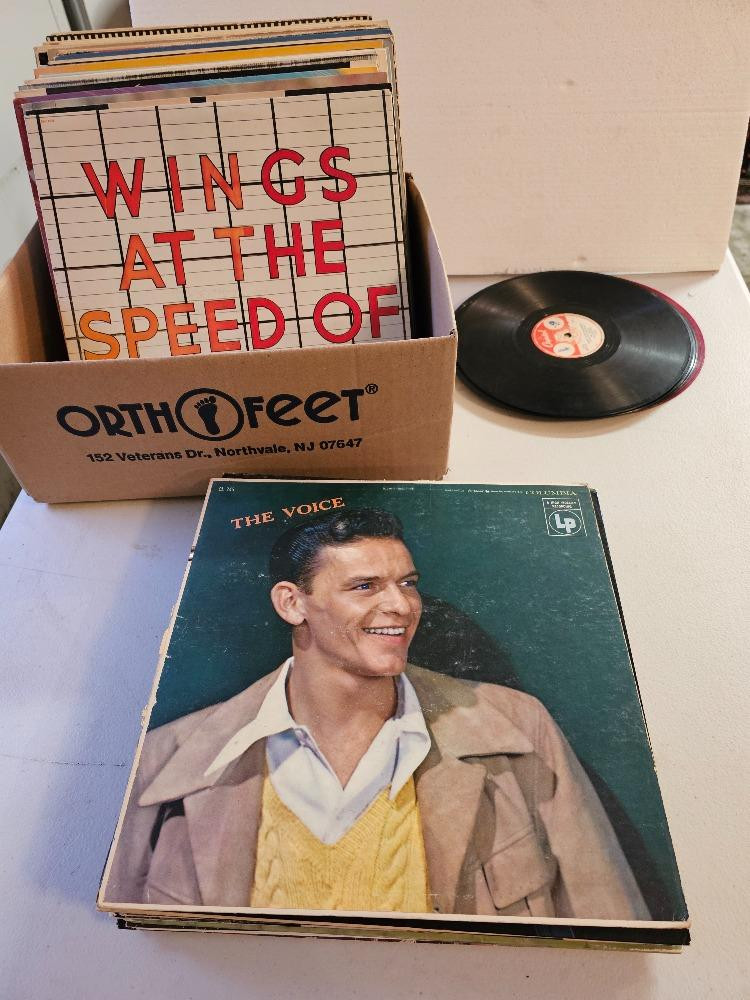 WINGS
AT THE
SPEED OF
ORTHOFEET®
152 Veterans Dr., Northvale, NJ 07647
THE VOICE
COLUMBIA
LP